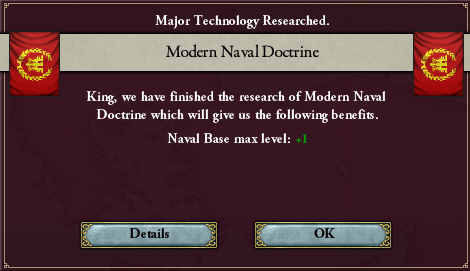 Major Technology Researched.
Modern Naval Doctrine
King, we have finished the research of Modern Naval
Doctrine which will give us the following benefits.
Naval Base max level: +1
Details
OK